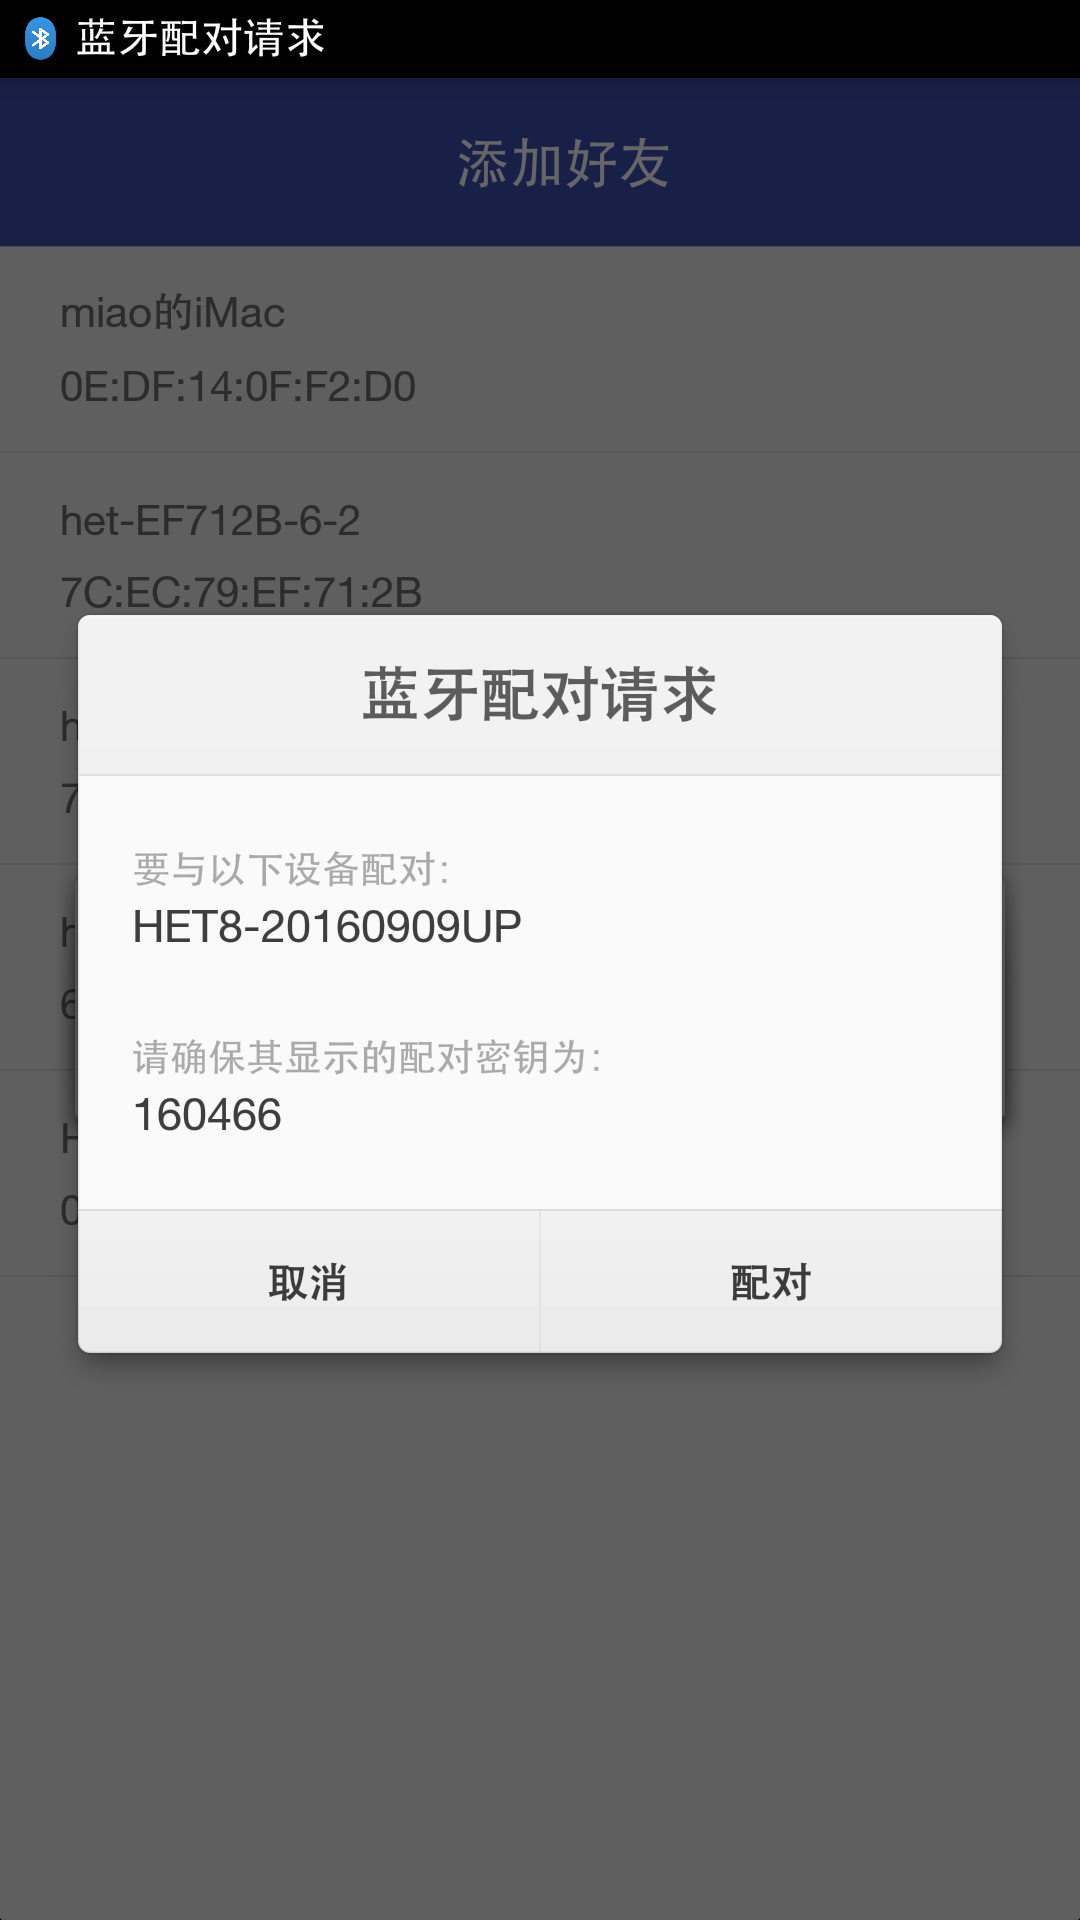 蓝牙配对请求
添加好友
miao的iMac
0E:DF:14:0F:F2:D0
het-EF712B-6-2
7C:EC:79:EF:71:2B
蓝牙配对请求
要与以下设备配对:
HET8-20160909UP
请确保其显示的配对密钥为:
160466
取消
配对